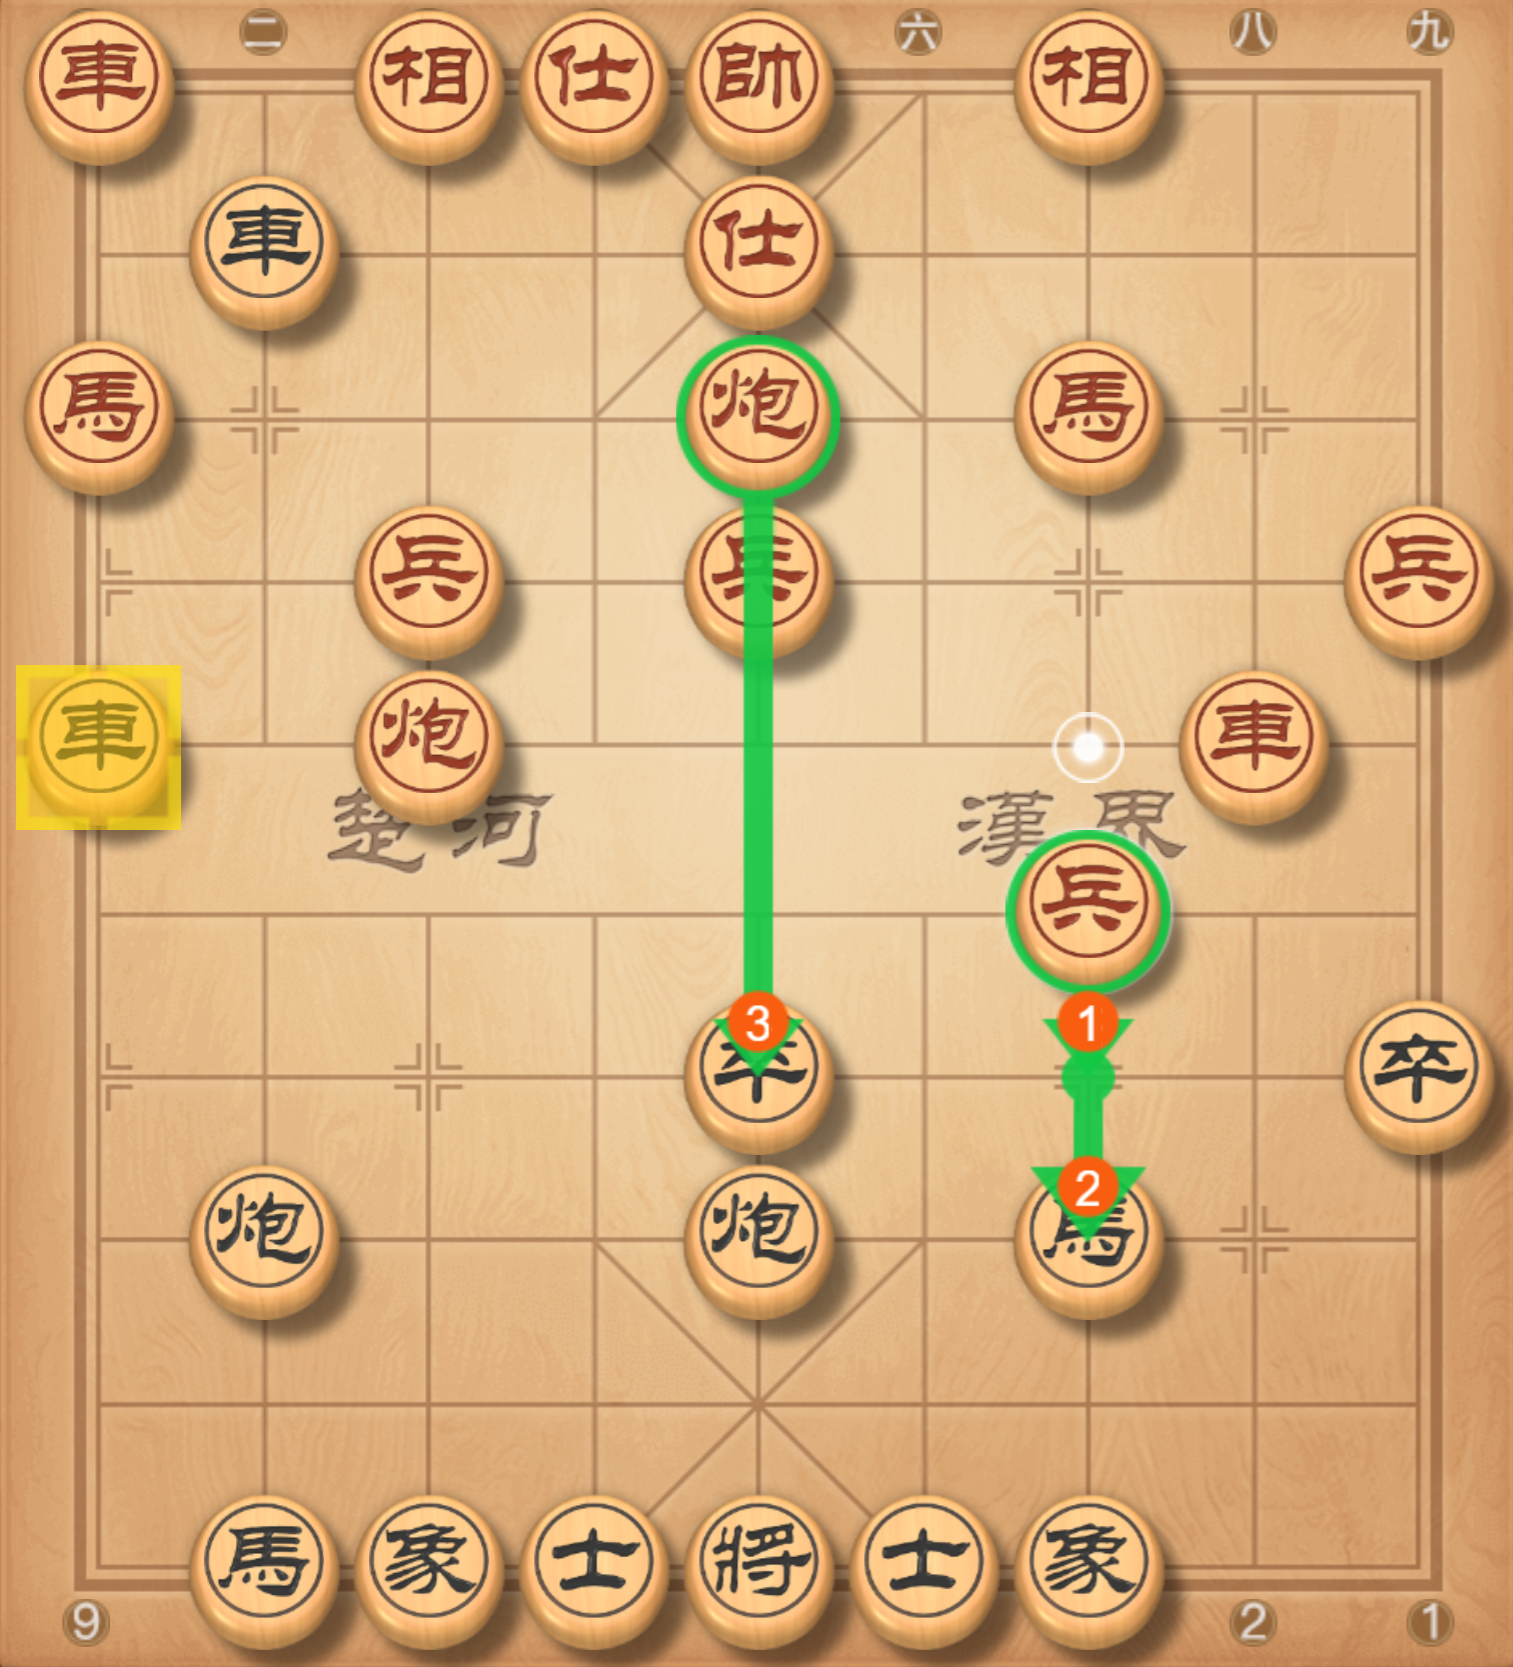 二 六 八 九
車 相 仕 帥 相
車 仕
馬 炮 馬
兵 兵 兵
車 炮 車
楚河 漢界
兵
3 1
卒 卒
2
炮 炮 馬
馬 象 士 將 士 象
9 2 1